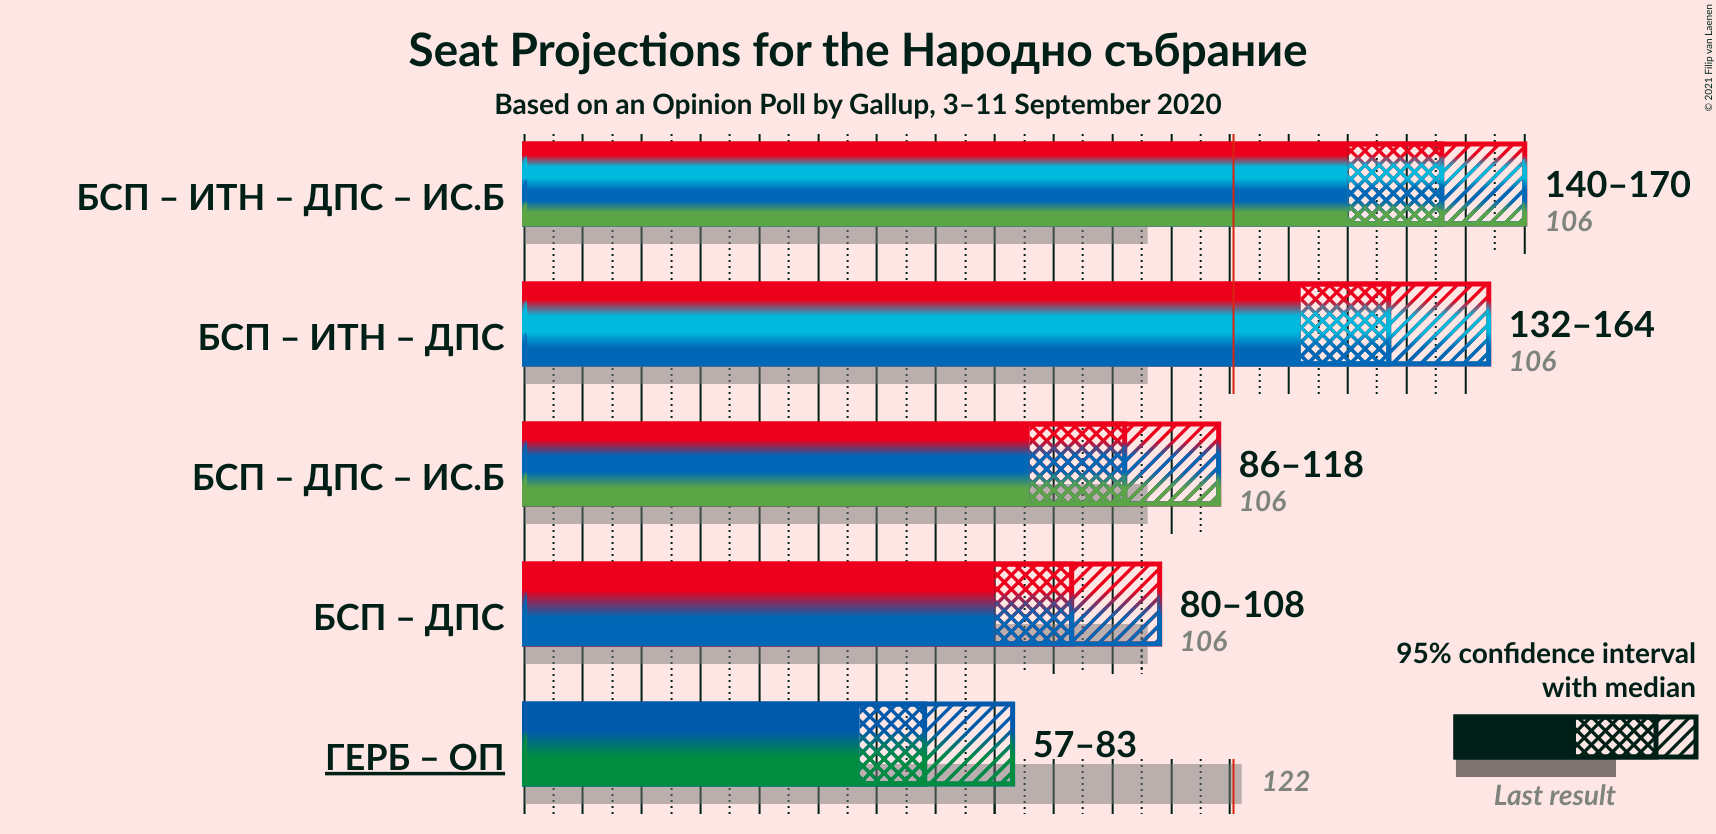 Seat Projections for the Народно събрание
Based on an Opinion Poll by Gallup, 3–11 September 2020
© 2021 Filip van Laenen
БСП – ИТН – ДПС – ИС.Б
140–170
106
БСП – ИТН – ДПС
132–164
106
БСП – ДПС – ИС.Б
86–118
106
БСП – ДПС
80–108
106
ГЕРБ – ОП
57–83
122
95% confidence interval
with median
Last result